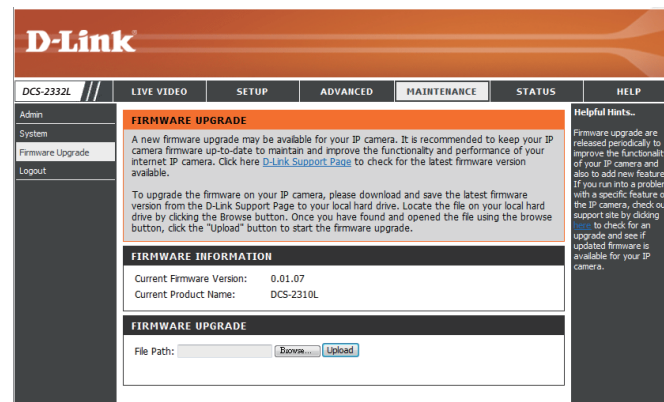 D-Link
DCS-2332L
LIVE VIDEO
SETUP
ADVANCED
MAINTENANCE
STATUS
HELP
Admin
System
Firmware Upgrade
Logout
FIRMWARE UPGRADE
A new firmware upgrade may be available for your IP camera. It is recommended to keep your IP
camera firmware up-to-date to maintain and improve the functionality and performance of your
internet IP camera. Click here D-Link Support Page to check for the latest firmware version
available.
To upgrade the firmware on your IP camera, please download and save the latest firmware
version from the D-Link Support Page to your local hard drive. Locate the file on your local hard
drive by clicking the Browse button. Once you have found and opened the file using the browse
button, click the "Upload" button to start the firmware upgrade.
FIRMWARE INFORMATION
Current Firmware Version: 0.01.07
Current Product Name: DCS-2310L
FIRMWARE UPGRADE
File Path: Browse... Upload
Helpful Hints..
Firmware upgrade are
released periodically to
improve the functionalit
of your IP camera and
also to add new feature
If you run into a probler
with a specific feature o
the IP camera, check ou
support site by clicking
here to check for an
upgrade and see if
updated firmware is
available for your IP
camera.